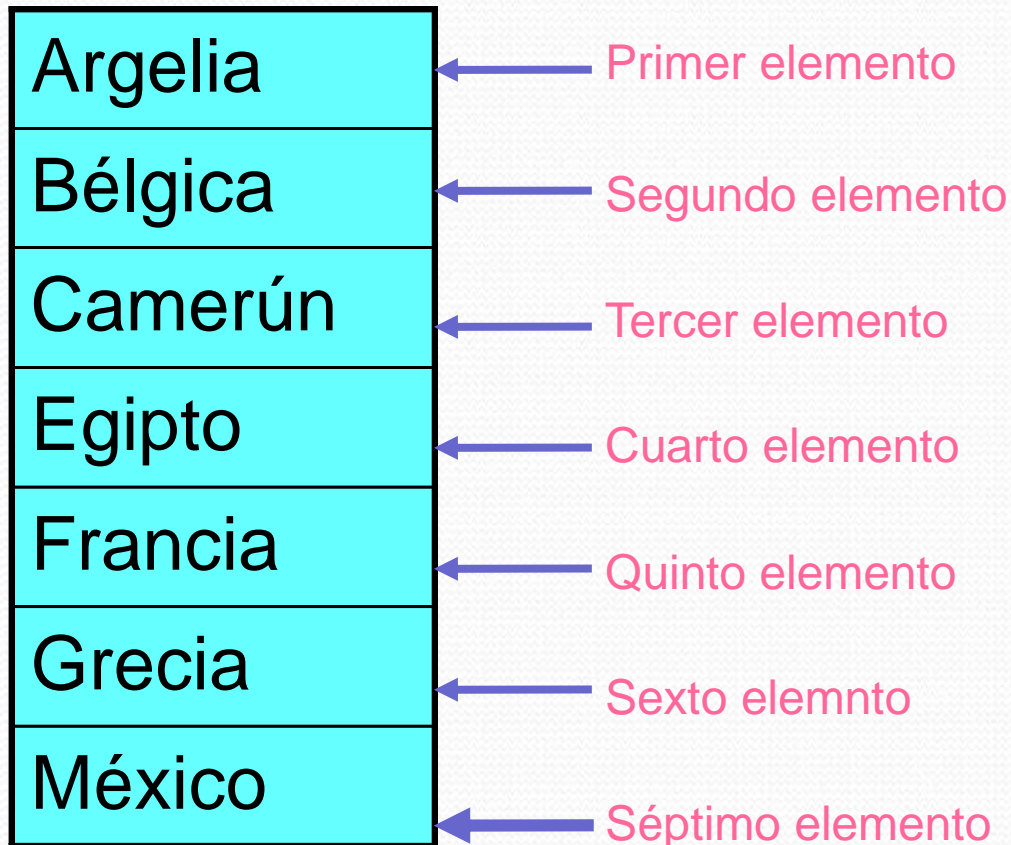 Argelia
Primer elemento
Bélgica
Segundo elemento
Camerún
Tercer elemento
Egipto
Cuarto elemento
Francia
Quinto elemento
Grecia
Sexto elemnto
México
Séptimo elemento